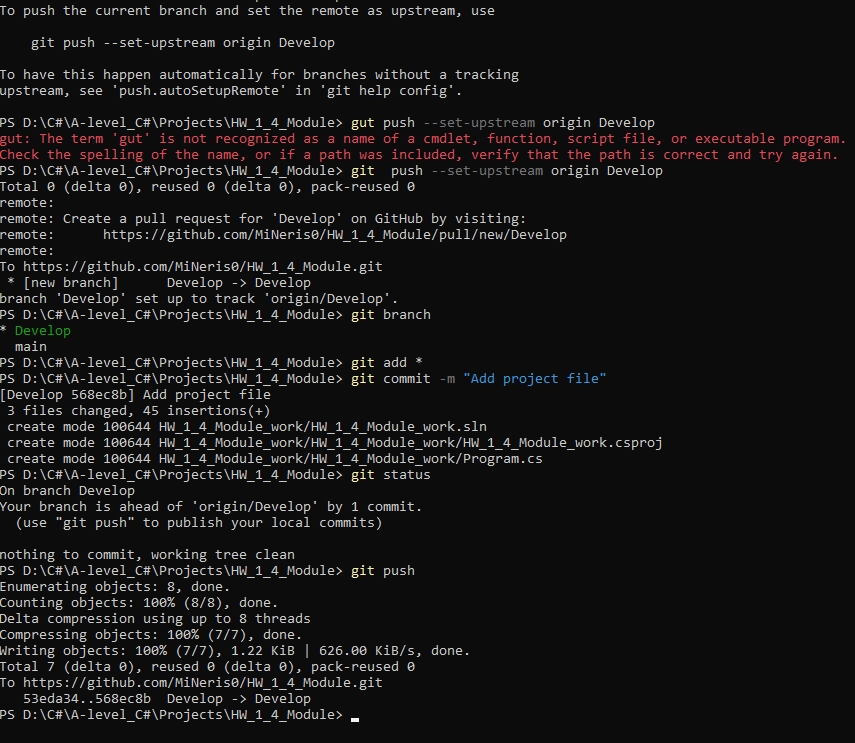 To push the current branch and set the remote as upstream, use
git push --set-upstream origin Develop
To have this happen automatically for branches without a tracking
upstream, see 'push.autoSetupRemote' in 'git help config'.
PS D:\C#\A-level_C#\Projects\HW_1_4_Module> gut push --set-upstream origin Develop
gut: The term 'gut' is not recognized as a name of a cmdlet, function, script file, or executable program.
Check the spelling of the name, or if a path was included, verify that the path is correct and try again.
PS D:\C#\A-level_C#\Projects\HW_1_4_Module> git  push --set-upstream origin Develop
Total 0 (delta 0), reused 0 (delta 0), pack-reused 0
remote:
remote: Create a pull request for 'Develop' on GitHub by visiting:
remote:      https://github.com/MiNeris0/HW_1_4_Module/pull/new/Develop
remote:
To https://github.com/MiNeris0/HW_1_4_Module.git
* [new branch]      Develop -> Develop
branch 'Develop' set up to track 'origin/Develop'.
PS D:\C#\A-level_C#\Projects\HW_1_4_Module> git branch
* Develop
main
PS D:\C#\A-level_C#\Projects\HW_1_4_Module> git add *
PS D:\C#\A-level_C#\Projects\HW_1_4_Module> git commit -m "Add project file"
[Develop 568ec8b] Add project file
3 files changed, 45 insertions(+)
create mode 100644 HW_1_4_Module_work/HW_1_4_Module_work.sln
create mode 100644 HW_1_4_Module_work/HW_1_4_Module_work/HW_1_4_Module_work.csproj
create mode 100644 HW_1_4_Module_work/HW_1_4_Module_work/Program.cs
PS D:\C#\A-level_C#\Projects\HW_1_4_Module> git status
On branch Develop
Your branch is ahead of 'origin/Develop' by 1 commit.
(use "git push" to publish your local commits)
nothing to commit, working tree clean
PS D:\C#\A-level_C#\Projects\HW_1_4_Module> git push
Enumerating objects: 8, done.
Counting objects: 100% (8/8), done.
Delta compression using up to 8 threads
Compressing objects: 100% (7/7), done.
Writing objects: 100% (7/7), 1.22 KiB | 626.00 KiB/s, done.
Total 7 (delta 0), reused 0 (delta 0), pack-reused 0
To https://github.com/MiNeris0/HW_1_4_Module.git
53eda34..568ec8b  Develop -> Develop
PS D:\C#\A-level_C#\Projects\HW_1_4_Module>